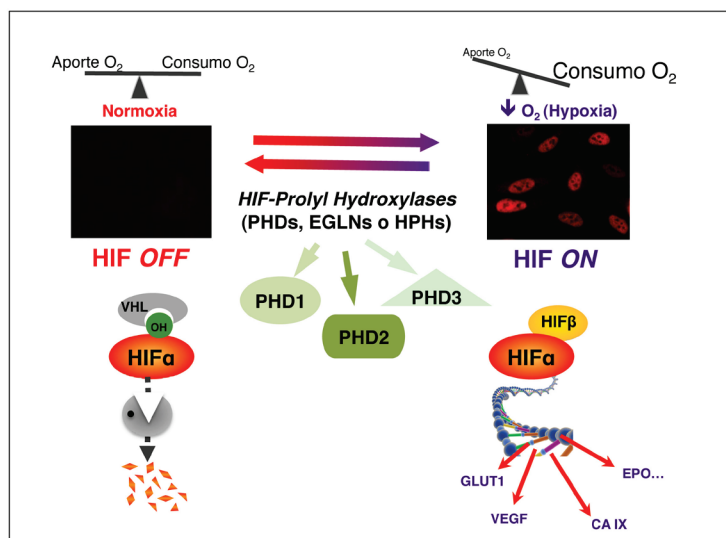 Aporte O₂
Consumo O₂
Normoxia
Aporte O₂
Consumo O₂
O₂ (Hypoxia)
HIF-Prolyl Hydroxylases
(PHDs, EGLNs o HPHs)
HIF OFF
HIF ON
PHD1
PHD2
PHD3
VHL
OH
HIFα
HIFβ
HIFα
GLUT1
VEGF
CA IX
EPO...